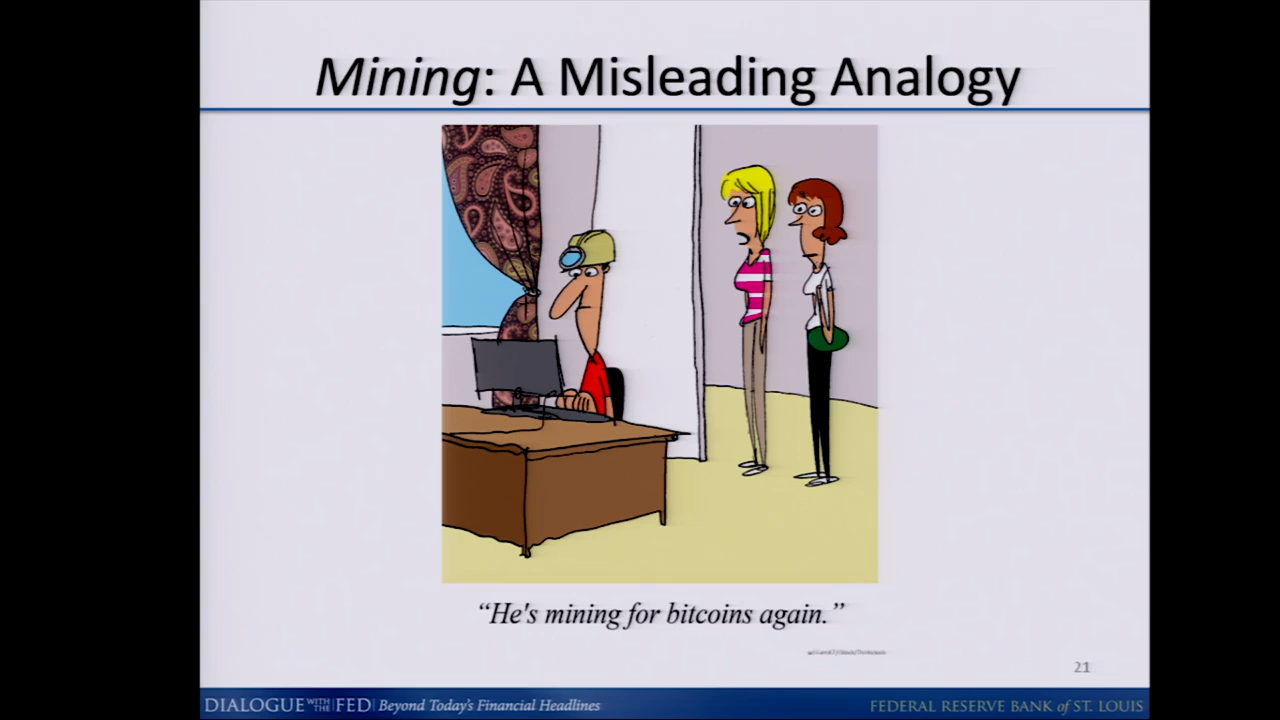 Mining: A Misleading Analogy
“He's mining for bitcoins again.”
21
DIALOGUE WITH THE FED Beyond Today's Financial Headlines
FEDERAL RESERVE BANK of ST. LOUIS